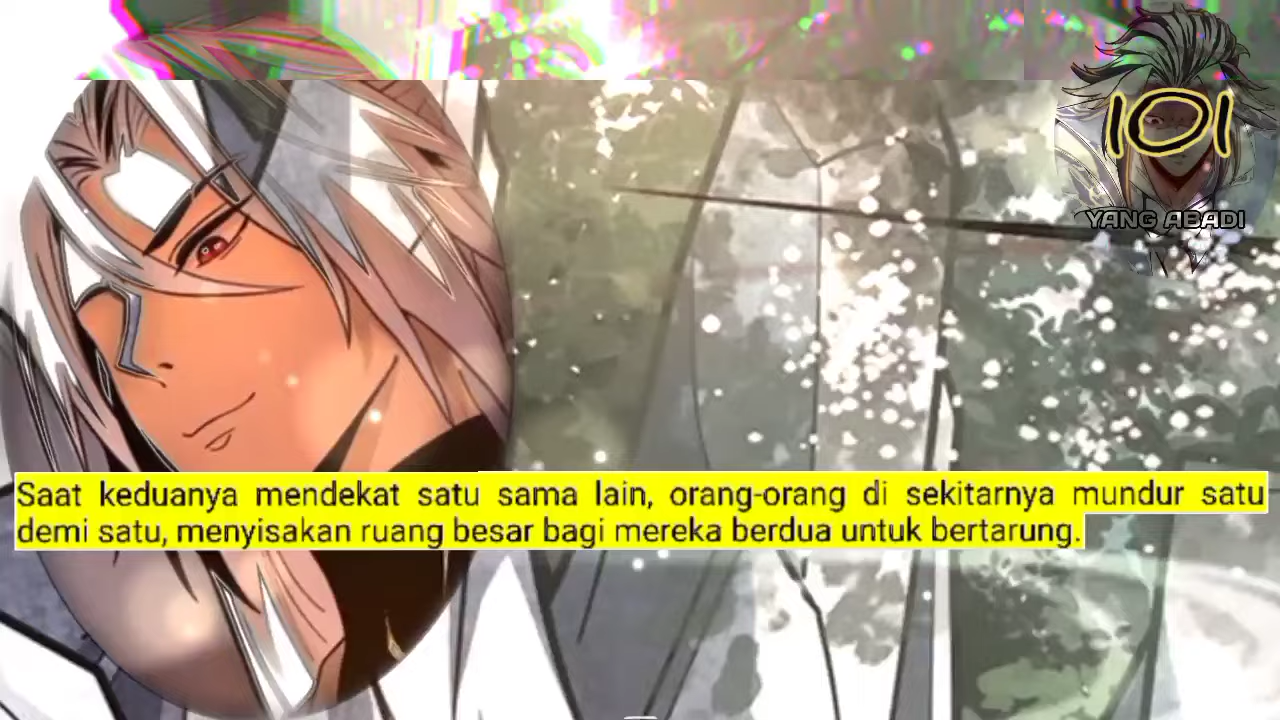 101
YANG ABADI
Saat keduanya mendekat satu sama lain, orang-orang di sekitarnya mundur satu
demi satu, menyisakan ruang besar bagi mereka berdua untuk bertarung.